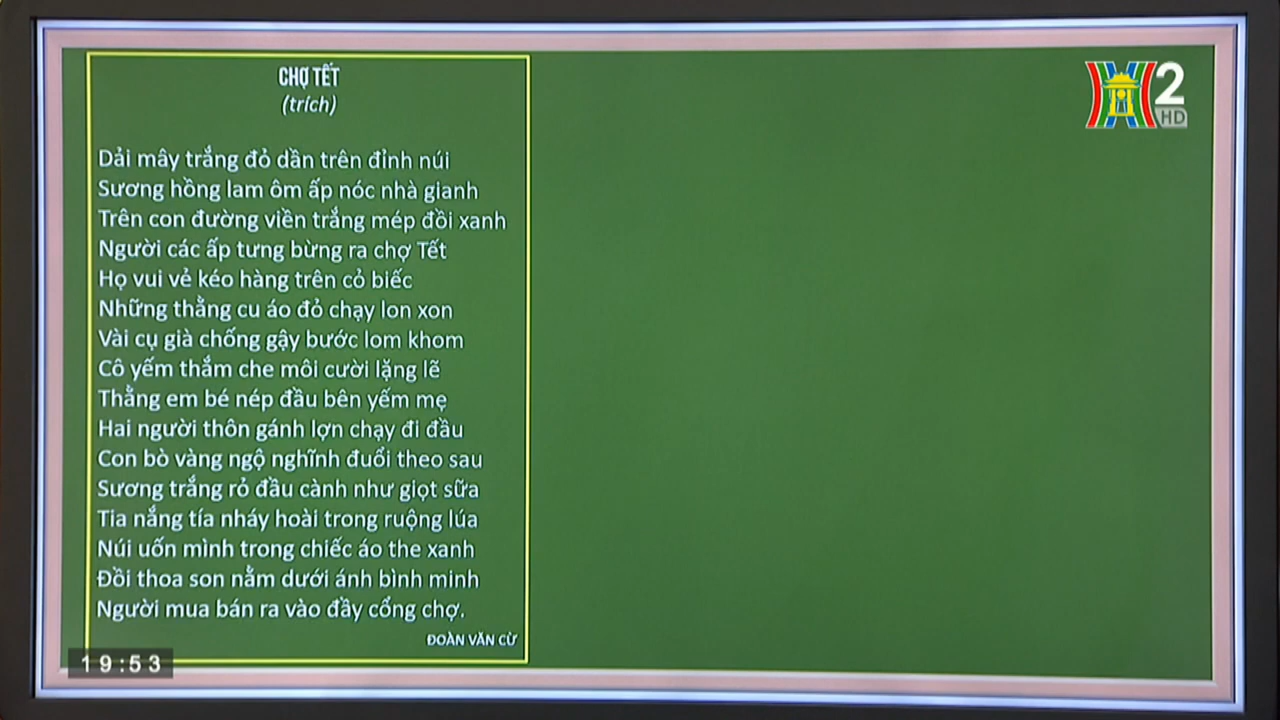 CHỢ TẾT
(trích)
Dải mây trắng đỏ dần trên đỉnh núi
Sương hồng lam ôm ấp nóc nhà gianh
Trên con đường viền trắng mép đồi xanh
Người các ấp tưng bừng ra chợ Tết
Họ vui vẻ kéo hàng trên cỏ biếc
Những thằng cu áo đỏ chạy lon xon
Vài cụ già chống gậy bước lom khom
Cô yếm thắm che môi cười lặng lẽ
Thằng em bé nép đầu bên yếm mẹ
Hai người thôn gánh lợn chạy đi đầu
Con bò vàng ngộ nghĩnh đuổi theo sau
Sương trắng rỏ đầu cành như giọt sữa
Tia nắng tía nháy hoài trong ruộng lúa
Núi uốn mình trong chiếc áo the xanh
Đồi thoa son nằm dưới ánh bình minh
Người mua bán ra vào đầy cổng chợ.
ĐOÀN VĂN CỪ
2
HD
19:53